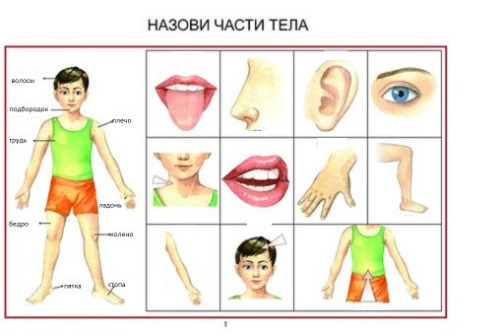 НАЗОВИ ЧАСТИ ТЕЛА
волосы
подбородок
плечо
грудь
ладонь
бедро
колено
пятка
стопа
1